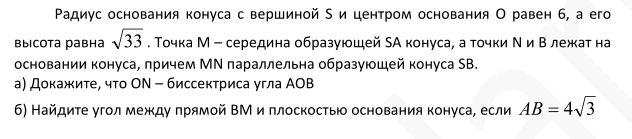 Радиус основания конуса с вершиной S и центром основания O равен 6, а его
высота равна √33 . Точка M – середина образующей SA конуса, а точки N и B лежат на
основании конуса, причем MN параллельна образующей конуса SB.
а) Докажите, что ON – биссектриса угла AOB
б) Найдите угол между прямой BM и плоскостью основания конуса, если AB = 4√3